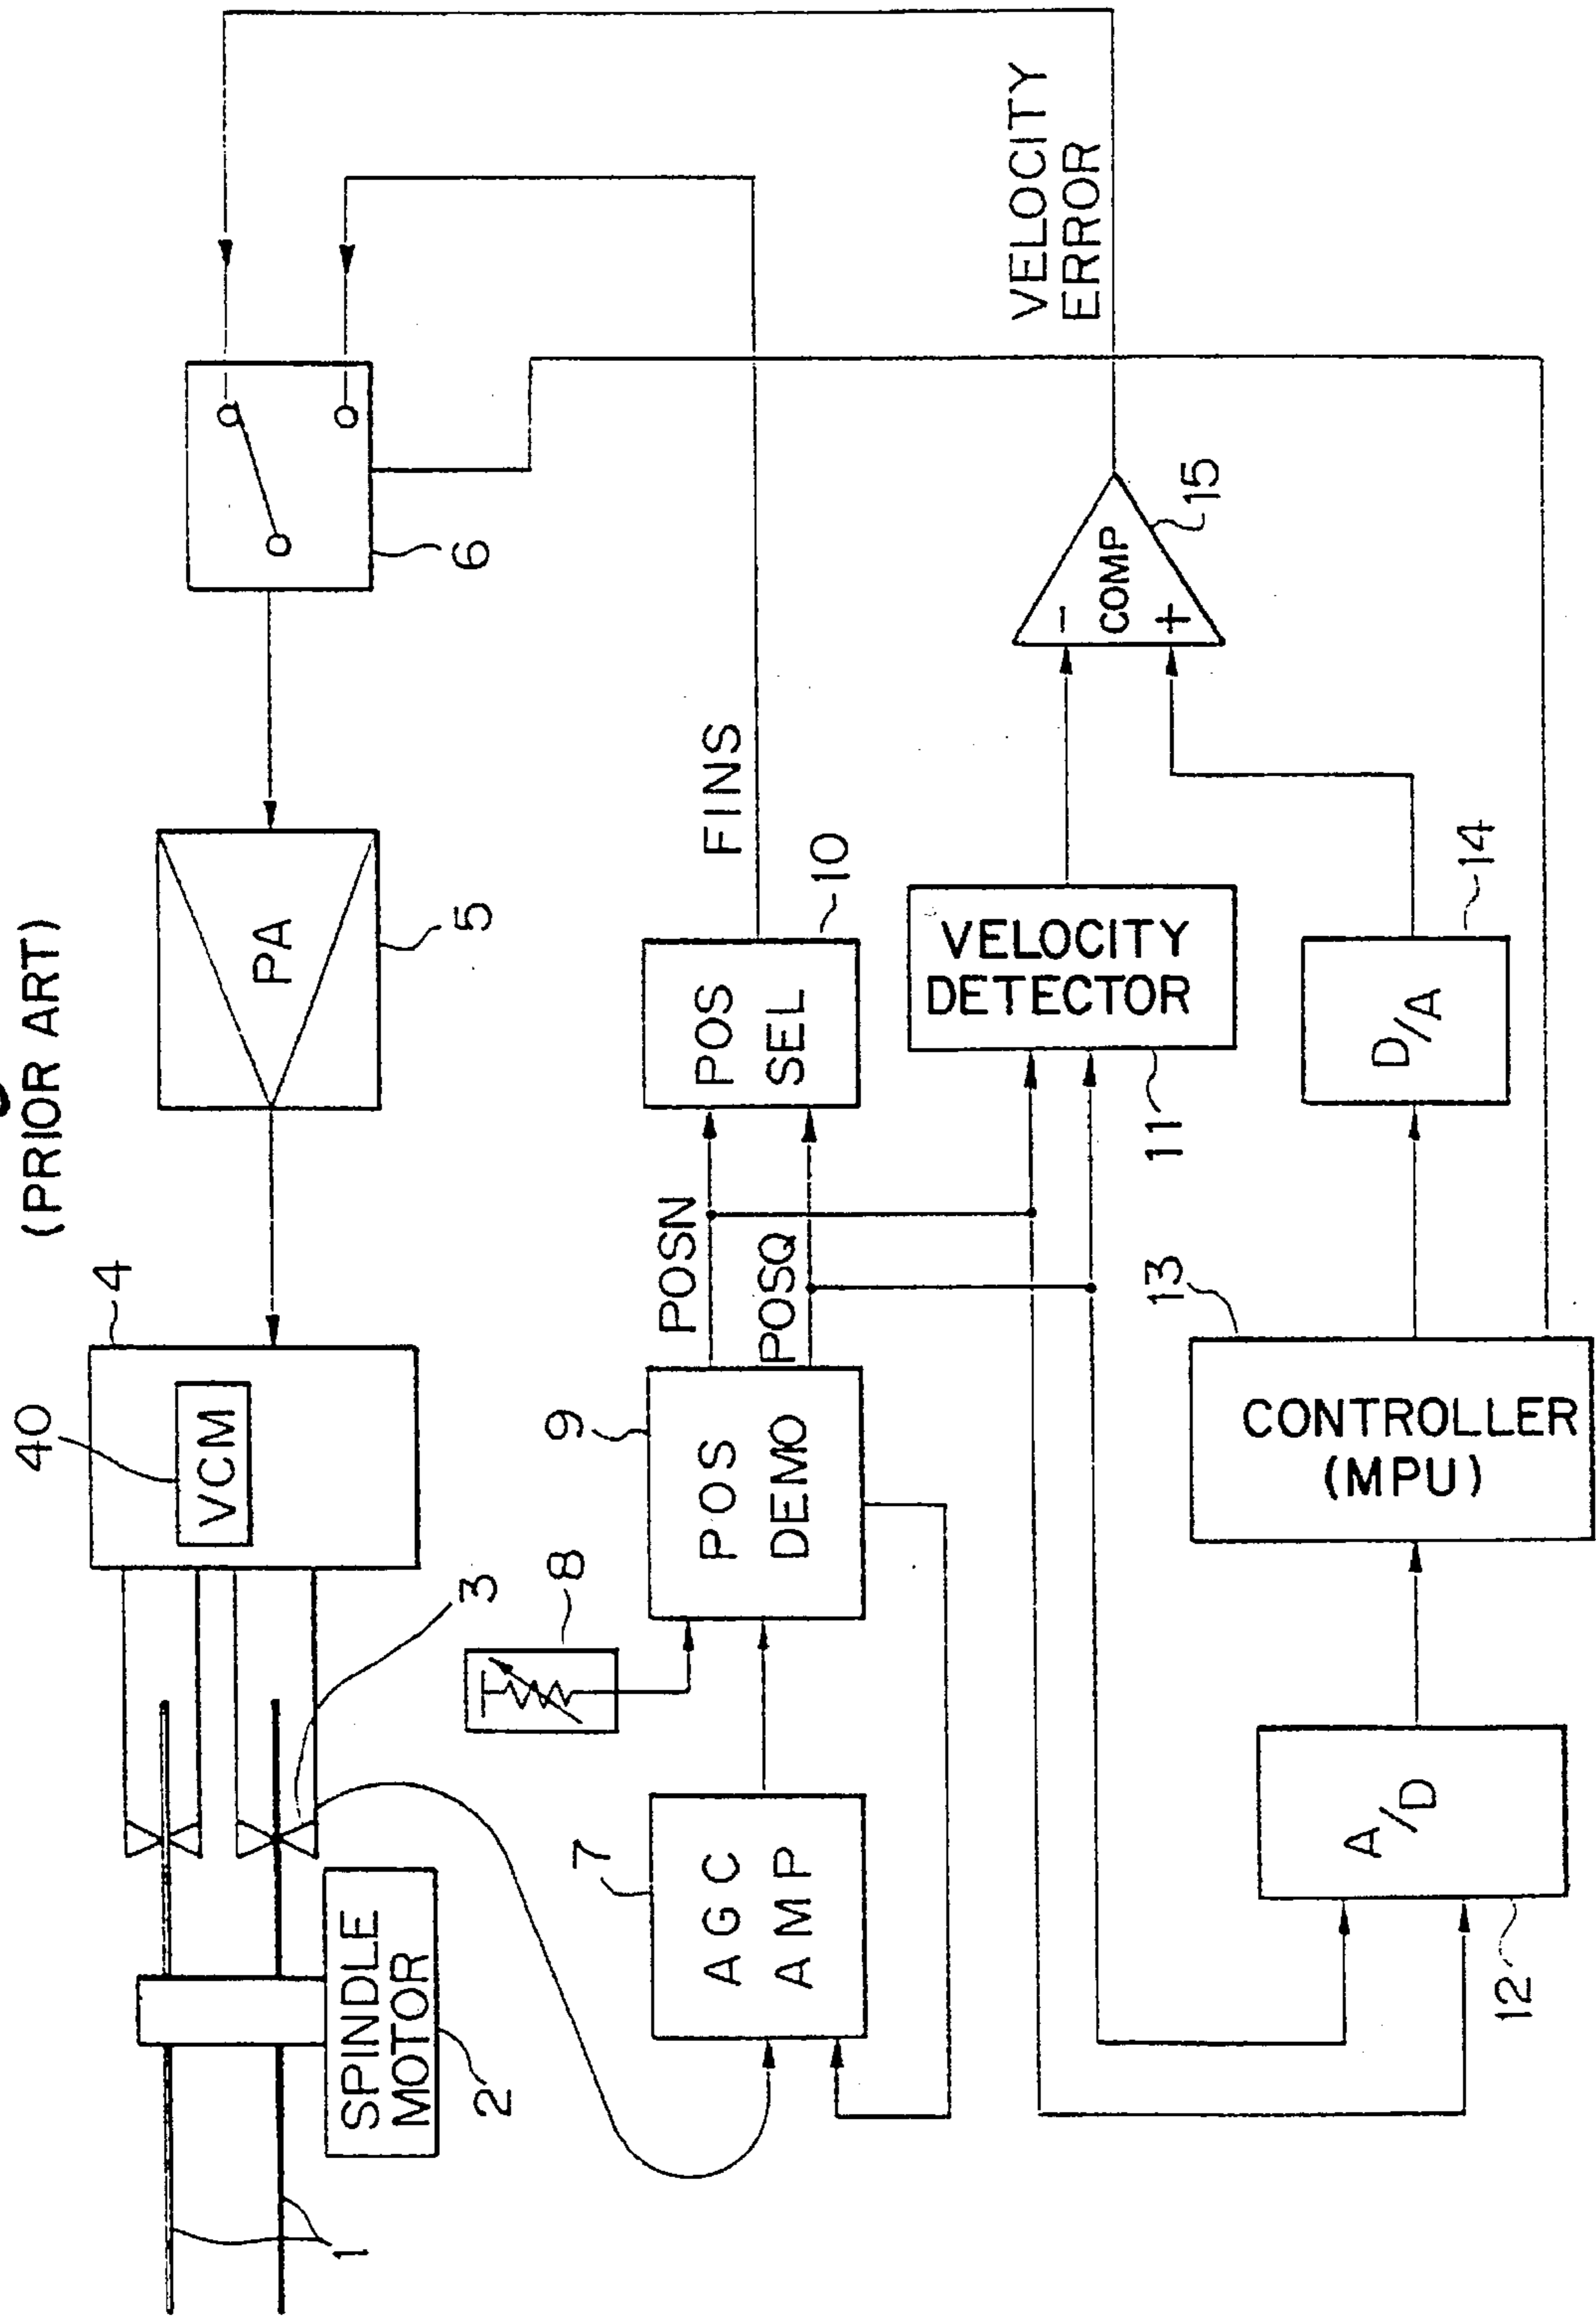 (PRIOR ART)
40
4
VCM
PA
5
6
3
SPINDLE
MOTOR
2
1
8
7
AGC
AMP
9
POS
DEMO
POSN
POSQ
POS
SEL
10
FINS
VELOCITY
DETECTOR
11
-
COMP
+
15
VELOCITY
ERROR
A/D
12
13
CONTROLLER
(MPU)
D/A
14